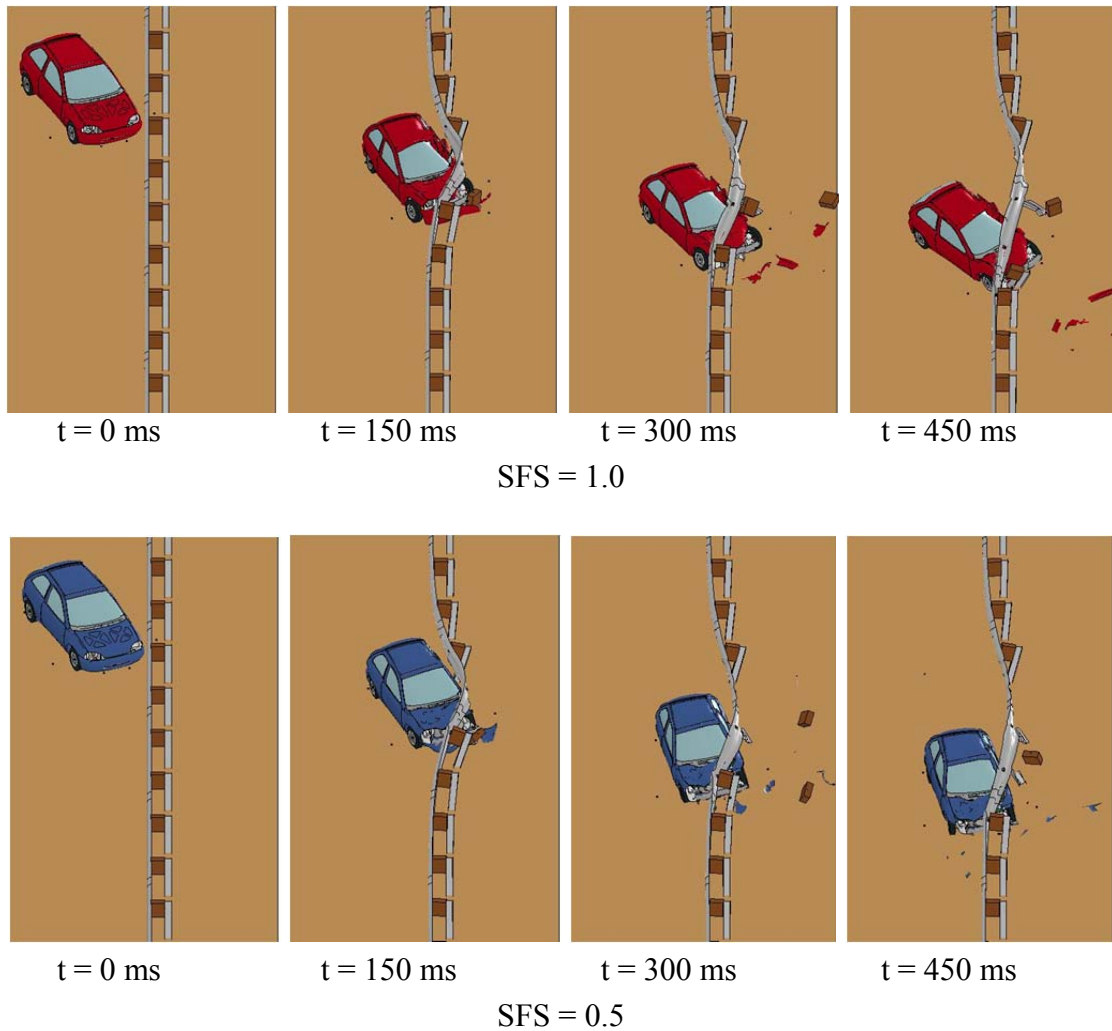 t = 0 ms t = 150 ms t = 300 ms t = 450 ms
SFS = 1.0
t = 0 ms t = 150 ms t = 300 ms t = 450 ms
SFS = 0.5